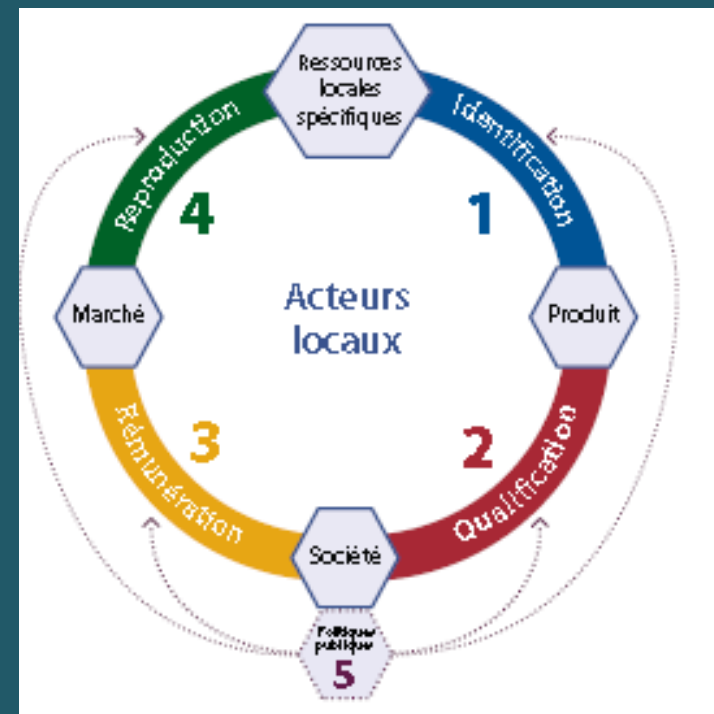 Ressources
locales
spécifiques
Identification
1
Produit
Qualification
2
Société
Rémunération
3
Marché
Reproduction
4
Acteurs
locaux
Politiques
publiques
5